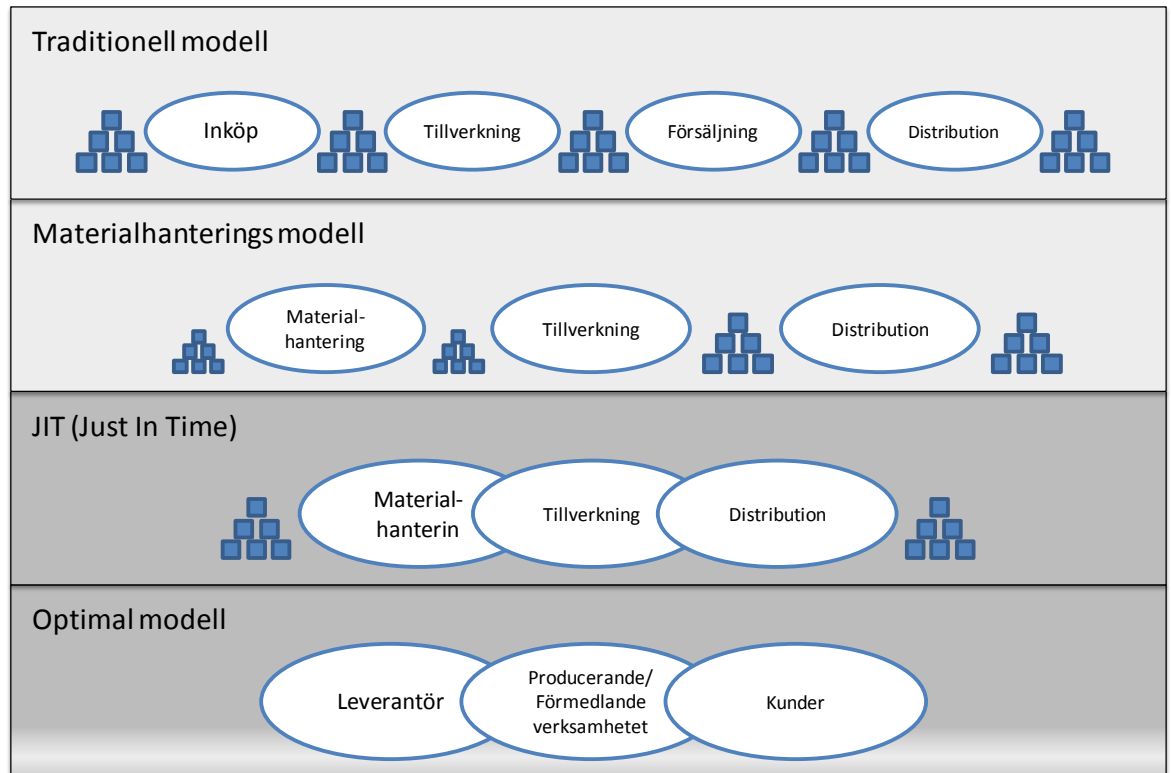 Traditionell modell
Inköp
Tillverkning
Försäljning
Distribution
Materialhanterings modell
Material-
hantering
Tillverkning
Distribution
JIT (Just In Time)
Material-
hanterin
Tillverkning
Distribution
Optimal modell
Leverantör
Producerande/
Förmedlande
verksamhetet
Kunder